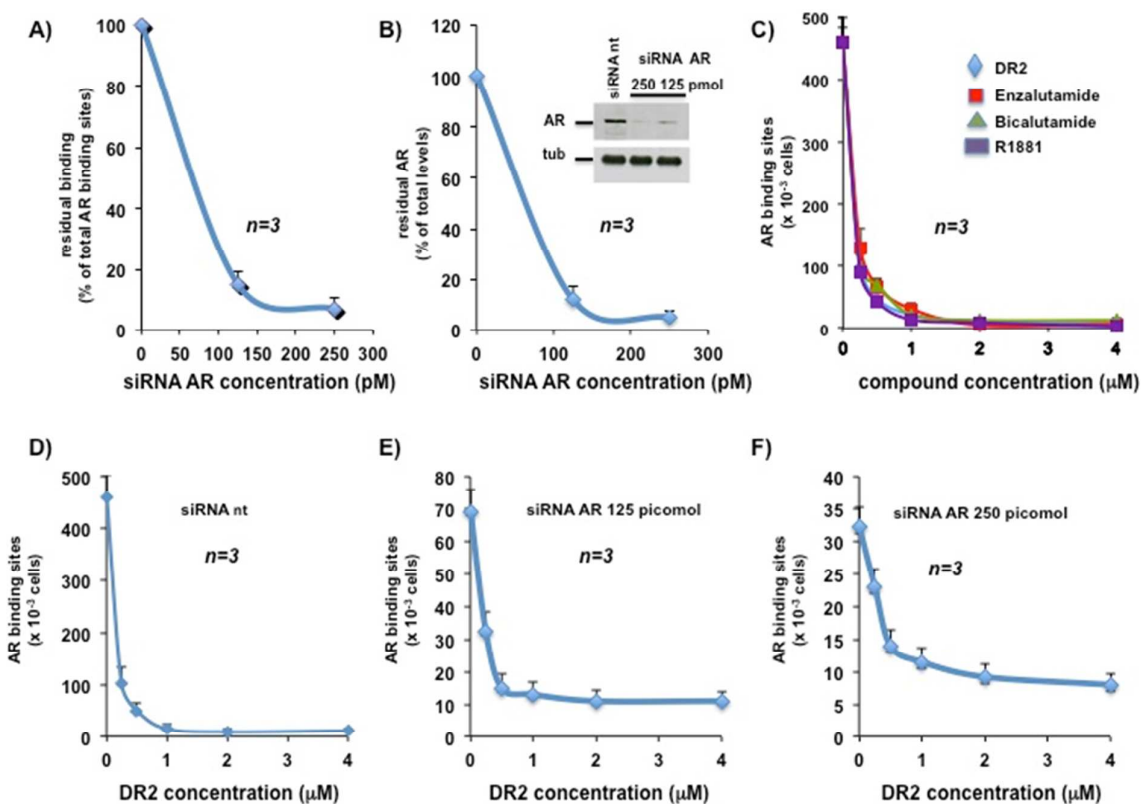 A)
residual binding
(% of total AR binding sites)
100
80
60
40
20
0
n=3
0 50 100 150 200 250 300
siRNA AR concentration (pM)
B)
residual AR
(% of total levels)
120
100
80
60
40
20
0
siRNA nt
siRNA AR
250 125 pmol
AR
tub
n=3
0 100 200 300
siRNA AR concentration (pM)
C)
AR binding sites
(x 10⁻³ cells)
500
400
300
200
100
0
DR2
Enzalutamide
Bicalutamide
R1881
n=3
0 1 2 3 4
compound concentration (μM)
D)
AR binding sites
(x 10⁻³ cells)
500
400
300
200
100
0
siRNA nt
n=3
0 1 2 3 4
DR2 concentration (μM)
E)
AR binding sites
(x 10⁻³ cells)
80
70
60
50
40
30
20
10
0
siRNA AR 125 picomol
n=3
0 1 2 3 4
DR2 concentration (μM)
F)
AR binding sites
(x 10⁻³ cells)
40
35
30
25
20
15
10
5
0
siRNA AR 250 picomol
n=3
0 1 2 3 4
DR2 concentration (μM)